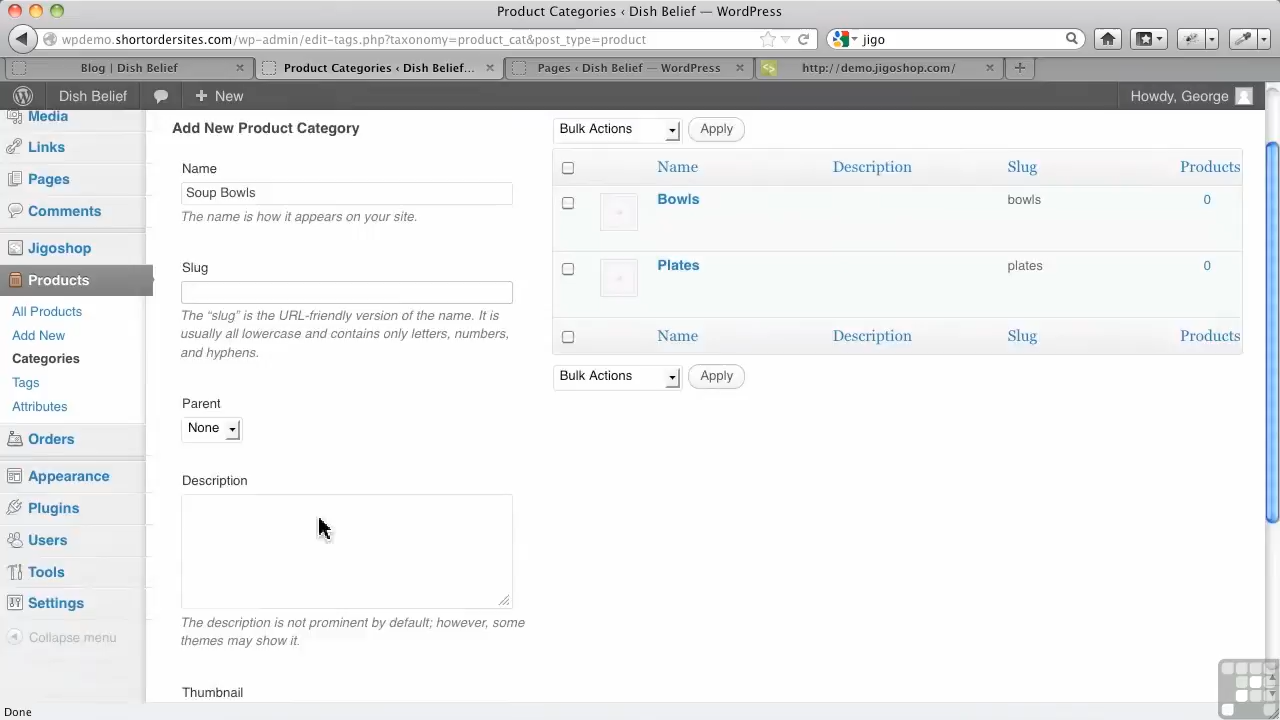 Product Categories ‹ Dish Belief — WordPress
wpdemo.shortordersites.com/wp-admin/edit-tags.php?taxonomy=product_cat&post_type=product
jigo
Blog | Dish Belief
Product Categories ‹ Dish Belief...
Pages ‹ Dish Belief — WordPress
http://demo.jigoshop.com/
Dish Belief
New
Howdy, George
Media
Links
Pages
Comments
Jigoshop
Products
All Products
Add New
Categories
Tags
Attributes
Orders
Appearance
Plugins
Users
Tools
Settings
Collapse menu
Add New Product Category
Name
Soup Bowls
The name is how it appears on your site.
Slug
The “slug” is the URL-friendly version of the name. It is
usually all lowercase and contains only letters, numbers,
and hyphens.
Parent
None
Description
The description is not prominent by default; however, some
themes may show it.
Thumbnail
Bulk Actions Apply
Name Description Slug Products
Bowls bowls 0
Plates plates 0
Name Description Slug Products
Bulk Actions Apply
Done